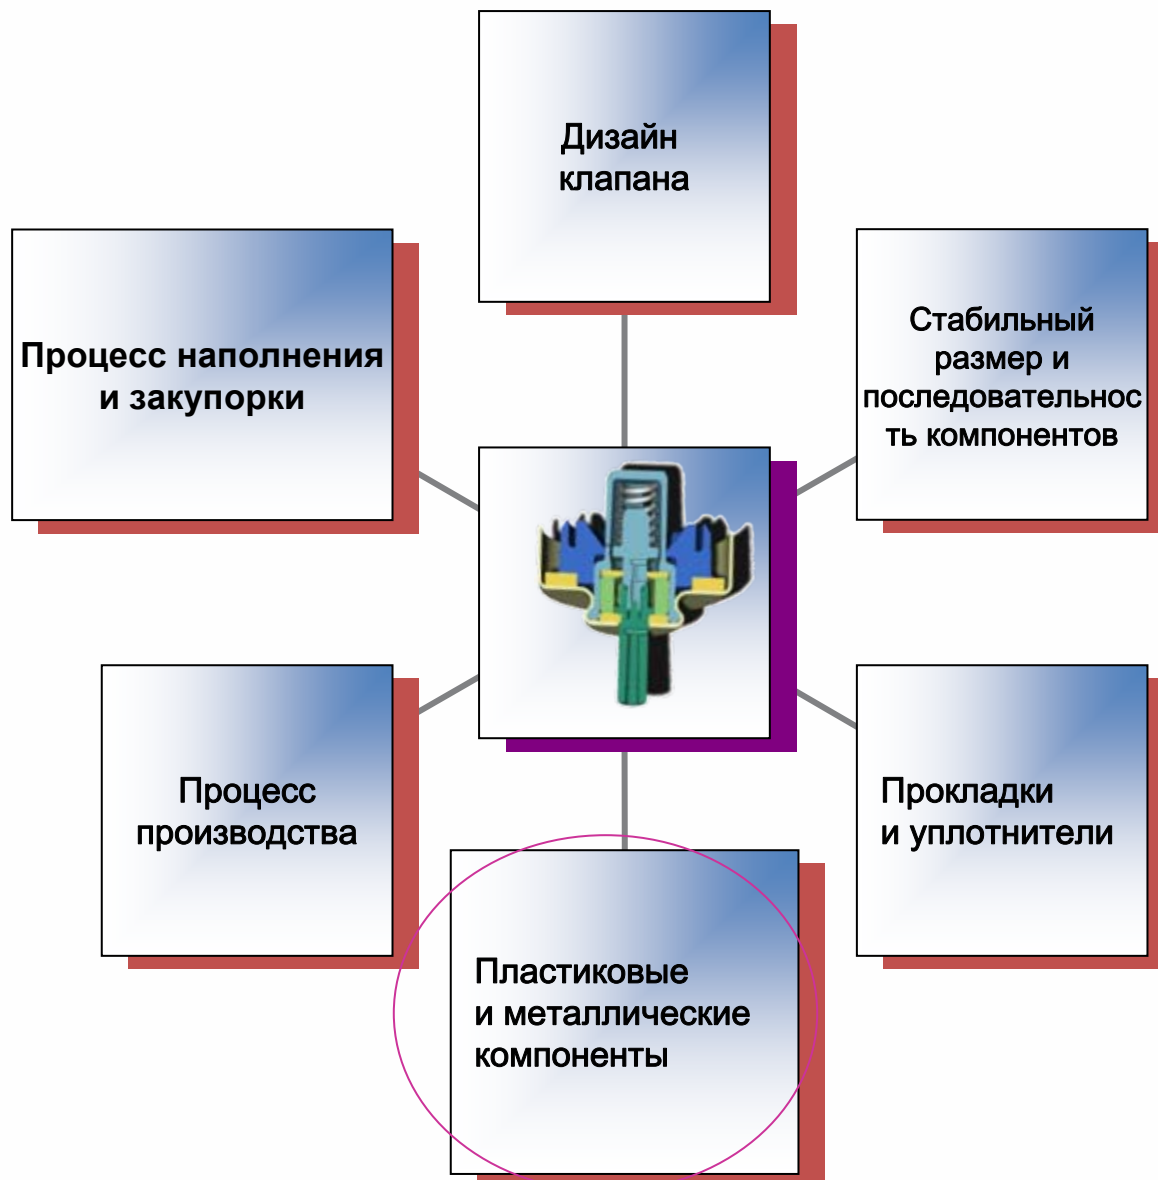 Дизайн
клапана
Процесс наполнения
и закупорки
Стабильный
размер и
последовательнос
ть компонентов
Процесс
производства
Прокладки
и уплотнители
Пластиковые
и металлические
компоненты